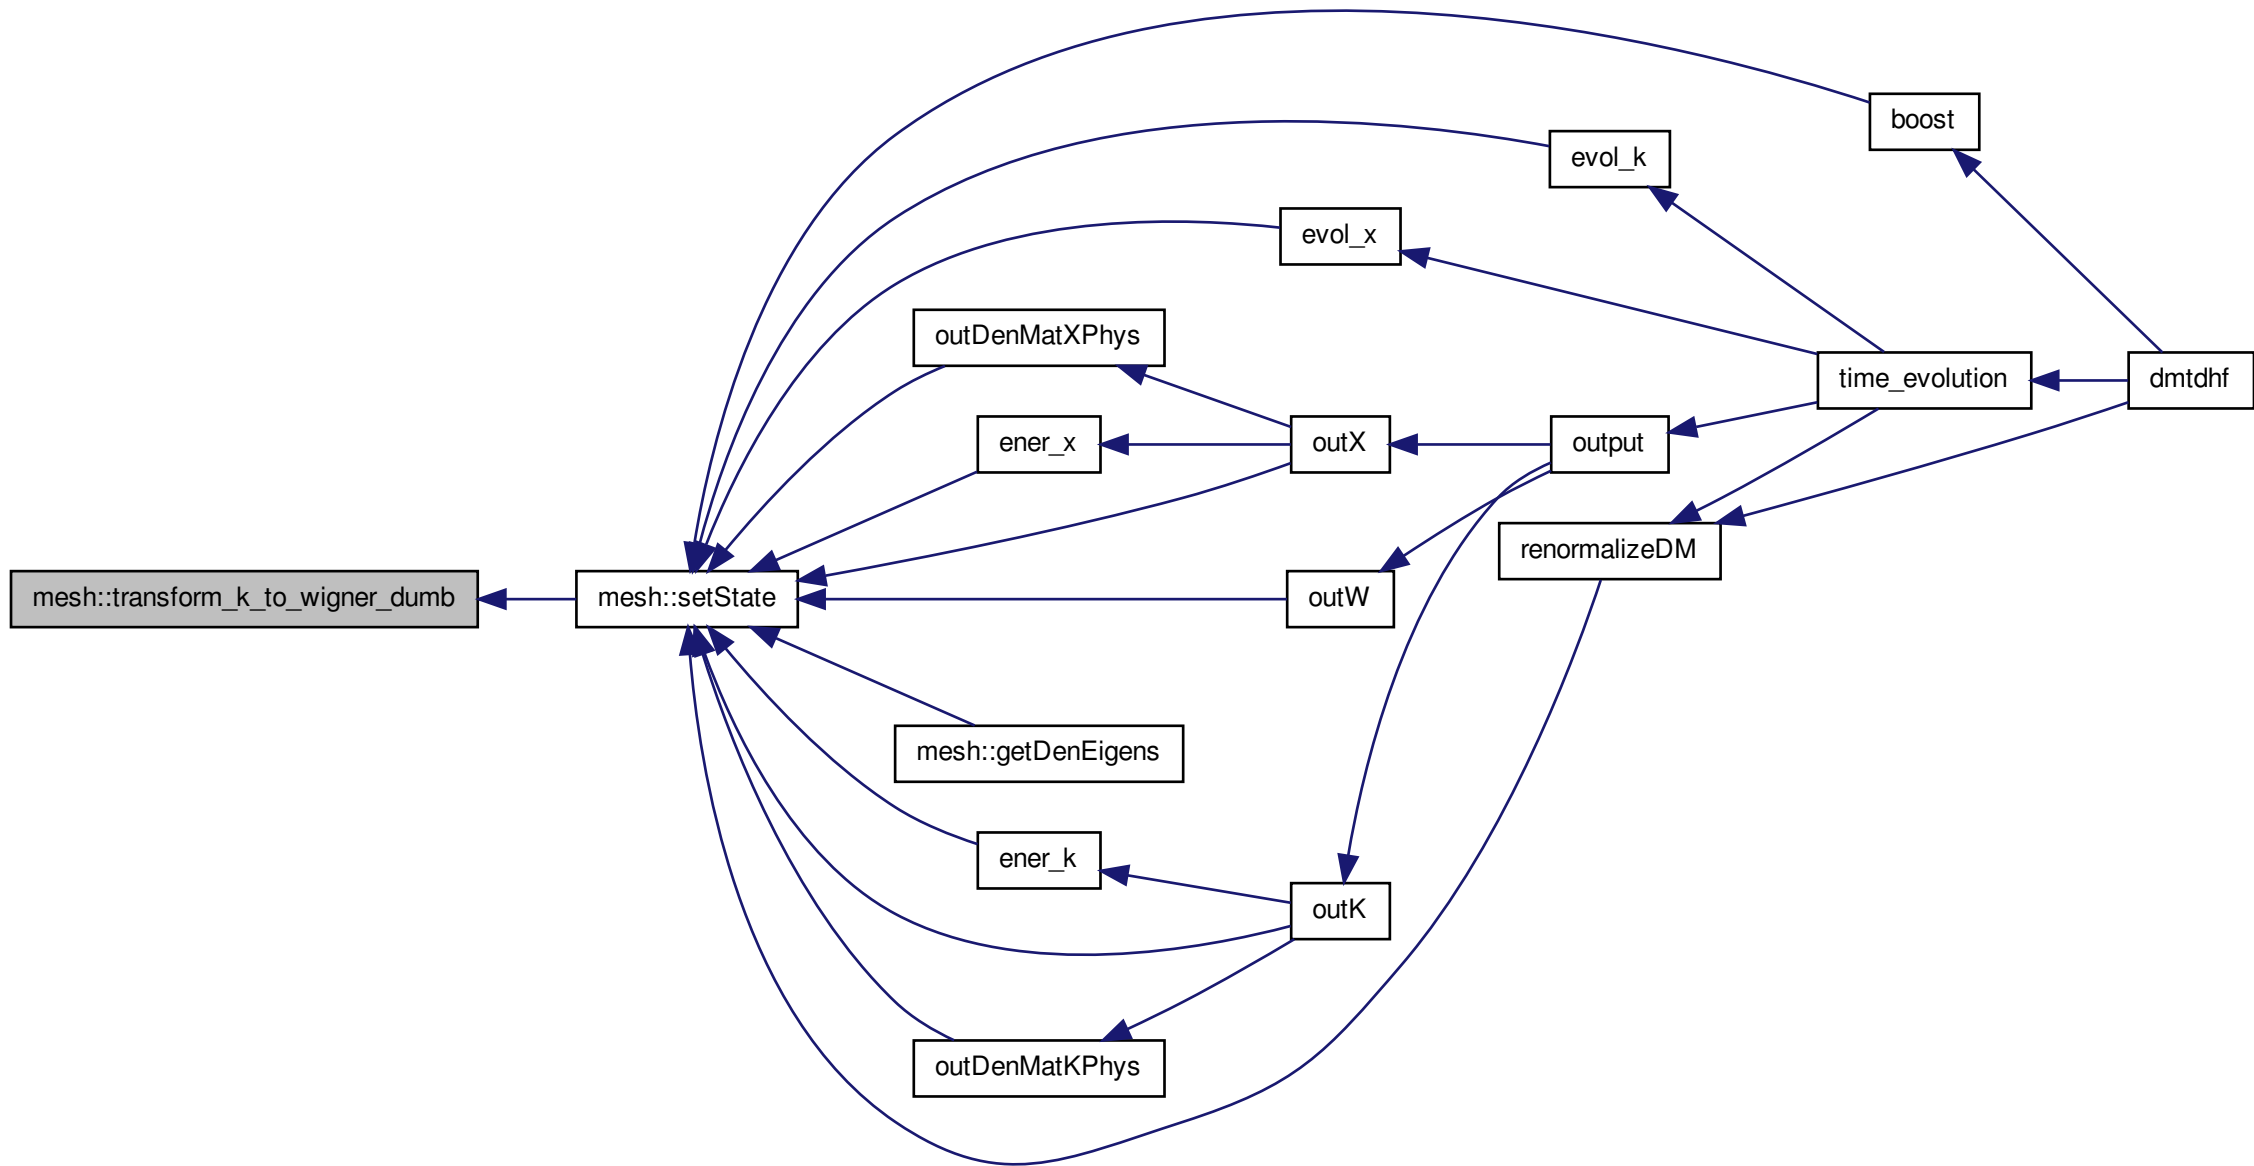 boost
evol_k
evol_x
outDenMatXPhys
time_evolution
dmtdhf
ener_x
outX
output
renormalizeDM
mesh::transform_k_to_wigner_dumb
mesh::setState
outW
mesh::getDenEigens
ener_k
outK
outDenMatKPhys